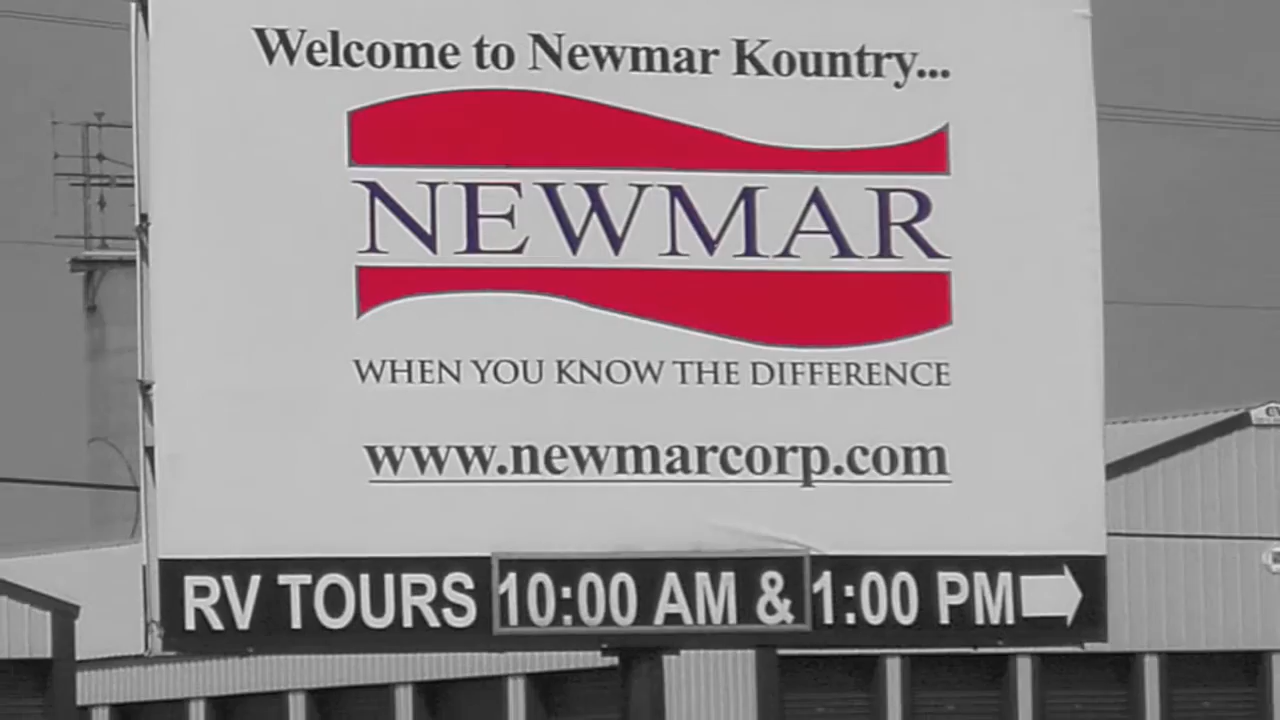 Welcome to Newmar Kountry...
NEWMAR
WHEN YOU KNOW THE DIFFERENCE
www.newmarcorp.com
RV TOURS 10:00 AM & 1:00 PM